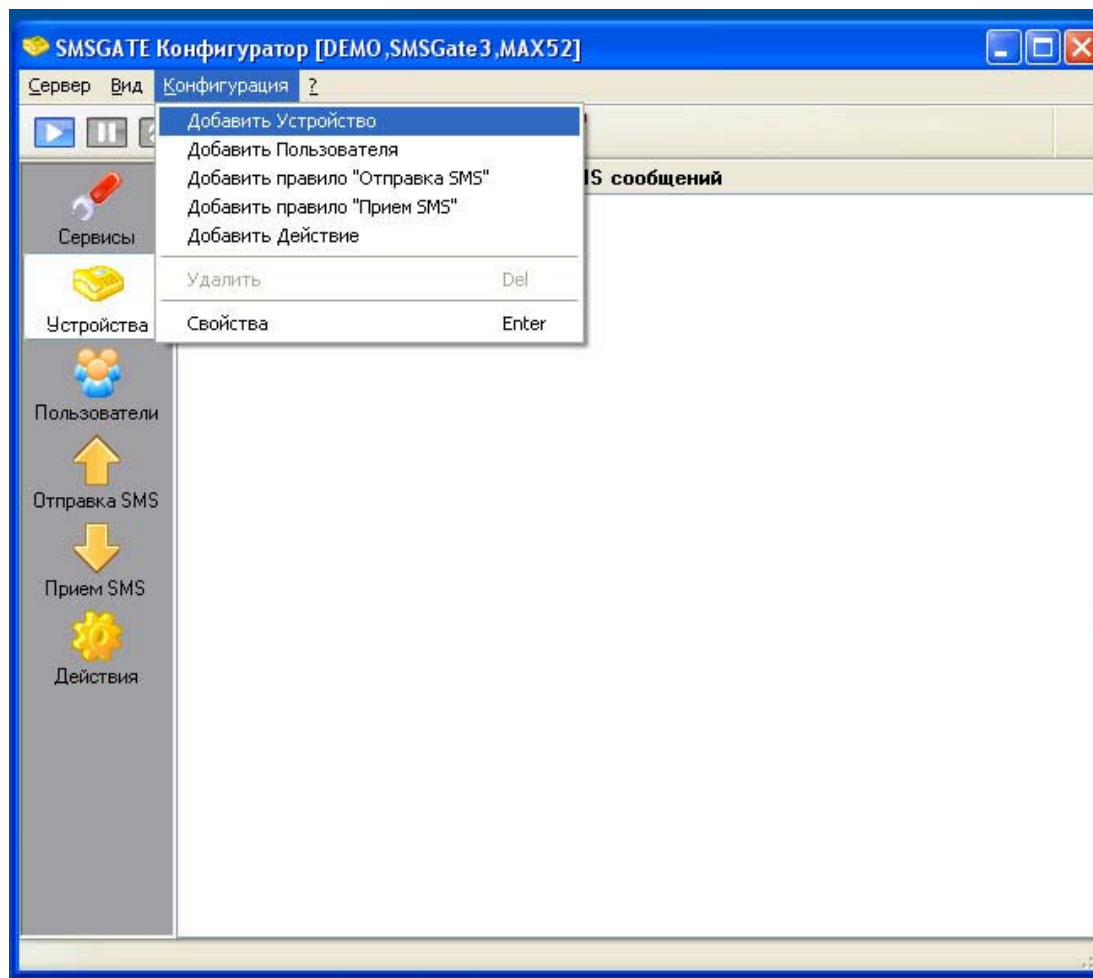 SMSGATE Конфигуратор [DEMO,SMSGate3,MAX52]
Сервер Вид Конфигурация ?
Добавить Устройство
Добавить Пользователя
Добавить правило "Отправка SMS"
Добавить правило "Прием SMS"
Добавить Действие
Удалить Del
Свойства Enter
сообщений
Сервисы
Устройства
Пользователи
Отправка SMS
Прием SMS
Действия